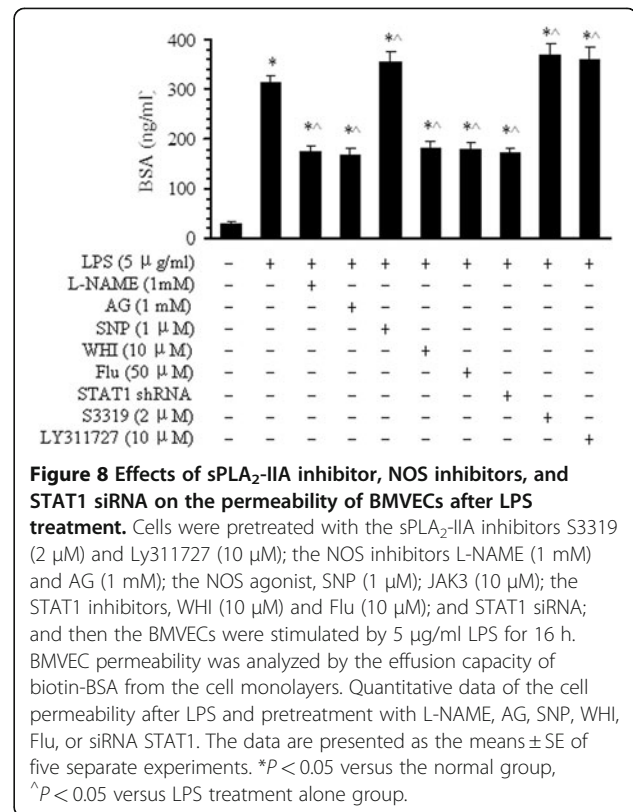 400
300
200
100
0
BSA (ng/ml)
*
*^
*^
*^
*^
*^
*^
*^
*^
LPS (5 μg/ml) – + + + + + + + + +
L-NAME (1mM) – – + – – – – – – –
AG (1 mM) – – – + – – – – – –
SNP (1 μM) – – – – + – – – – –
WHI (10 μM) – – – – – + – – – –
Flu (50 μM) – – – – – – + – – –
STAT1 shRNA – – – – – – – + – –
S3319 (2 μM) – – – – – – – – + –
LY311727 (10 μM) – – – – – – – – – +
Figure 8 Effects of sPLA₂-IIA inhibitor, NOS inhibitors, and
STAT1 siRNA on the permeability of BMVECs after LPS
treatment. Cells were pretreated with the sPLA₂-IIA inhibitors S3319
(2 μM) and Ly311727 (10 μM); the NOS inhibitors L-NAME (1 mM)
and AG (1 mM); the NOS agonist, SNP (1 μM); JAK3 (10 μM); the
STAT1 inhibitors, WHI (10 μM) and Flu (10 μM); and STAT1 siRNA;
and then the BMVECs were stimulated by 5 μg/ml LPS for 16 h.
BMVEC permeability was analyzed by the effusion capacity of
biotin-BSA from the cell monolayers. Quantitative data of the cell
permeability after LPS and pretreatment with L-NAME, AG, SNP, WHI,
Flu, or siRNA STAT1. The data are presented as the means ± SE of
five separate experiments. *P < 0.05 versus the normal group,
^P < 0.05 versus LPS treatment alone group.